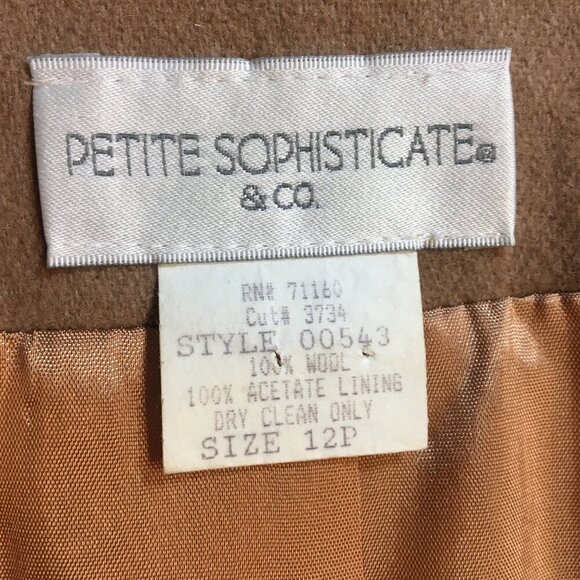 PETITE SOPHISTICATE®
& CO.
RN# 71160
Cut# 3734
STYLE 00543
100% WOOL
100% ACETATE LINING
DRY CLEAN ONLY
SIZE 12P